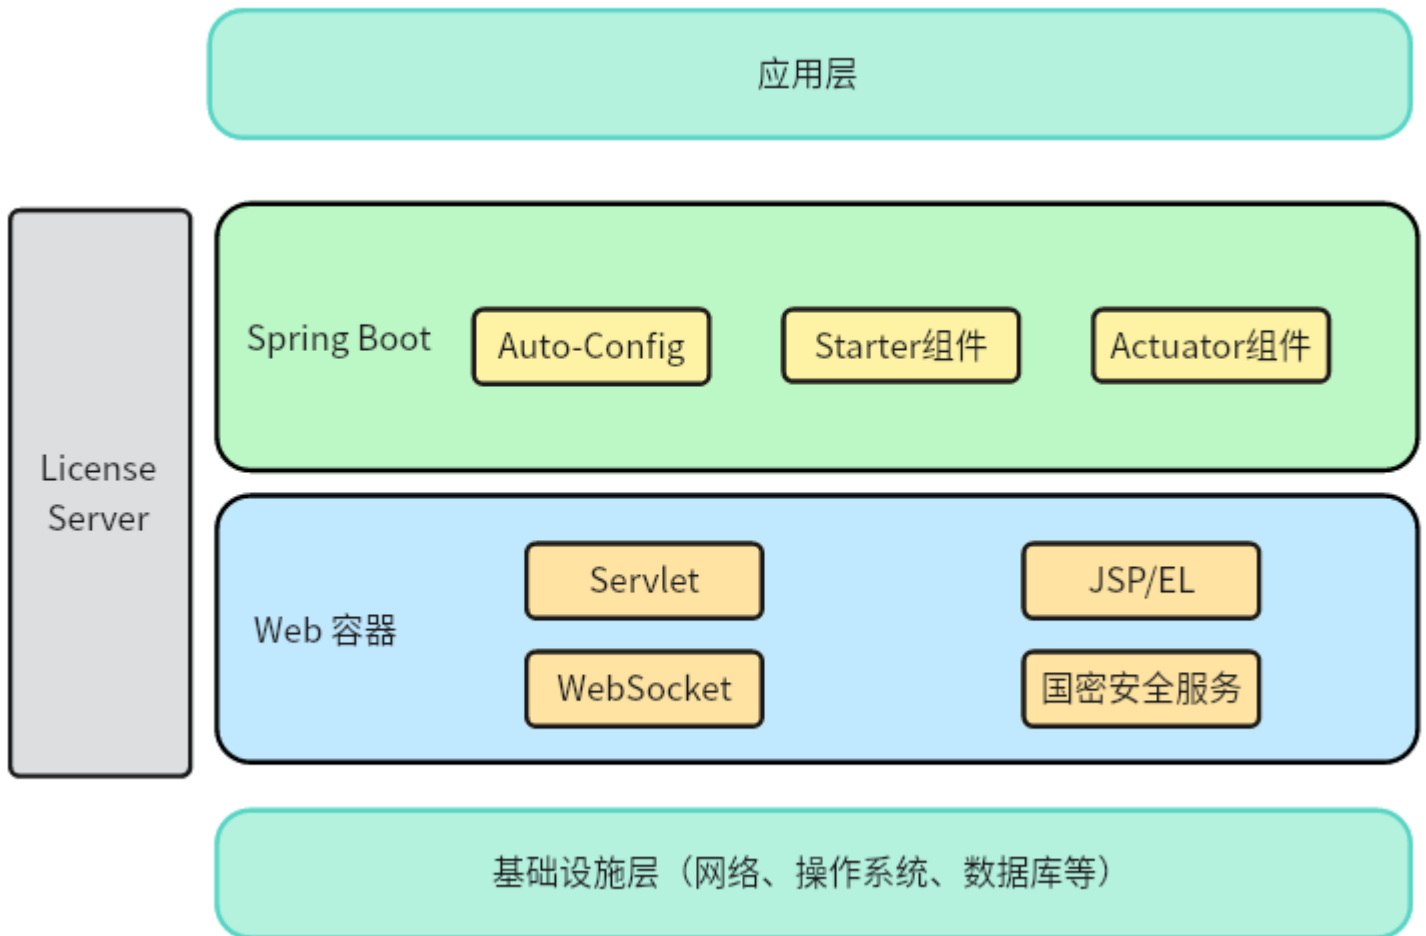 应用层
License
Server
Spring Boot
Auto-Config
Starter组件
Actuator组件
Web 容器
Servlet
JSP/EL
WebSocket
国密安全服务
基础设施层（网络、操作系统、数据库等）